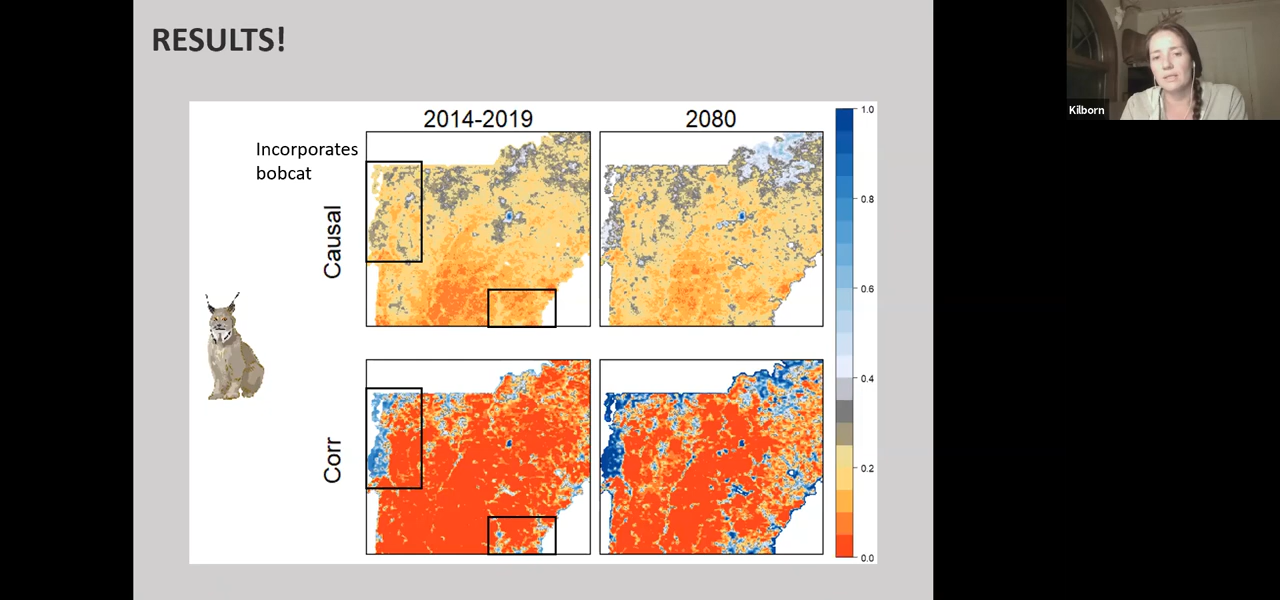 RESULTS!
Kilborn
2014-2019
2080
Incorporates
bobcat
Causal
Corr
1.0
0.8
0.6
0.4
0.2
0.0